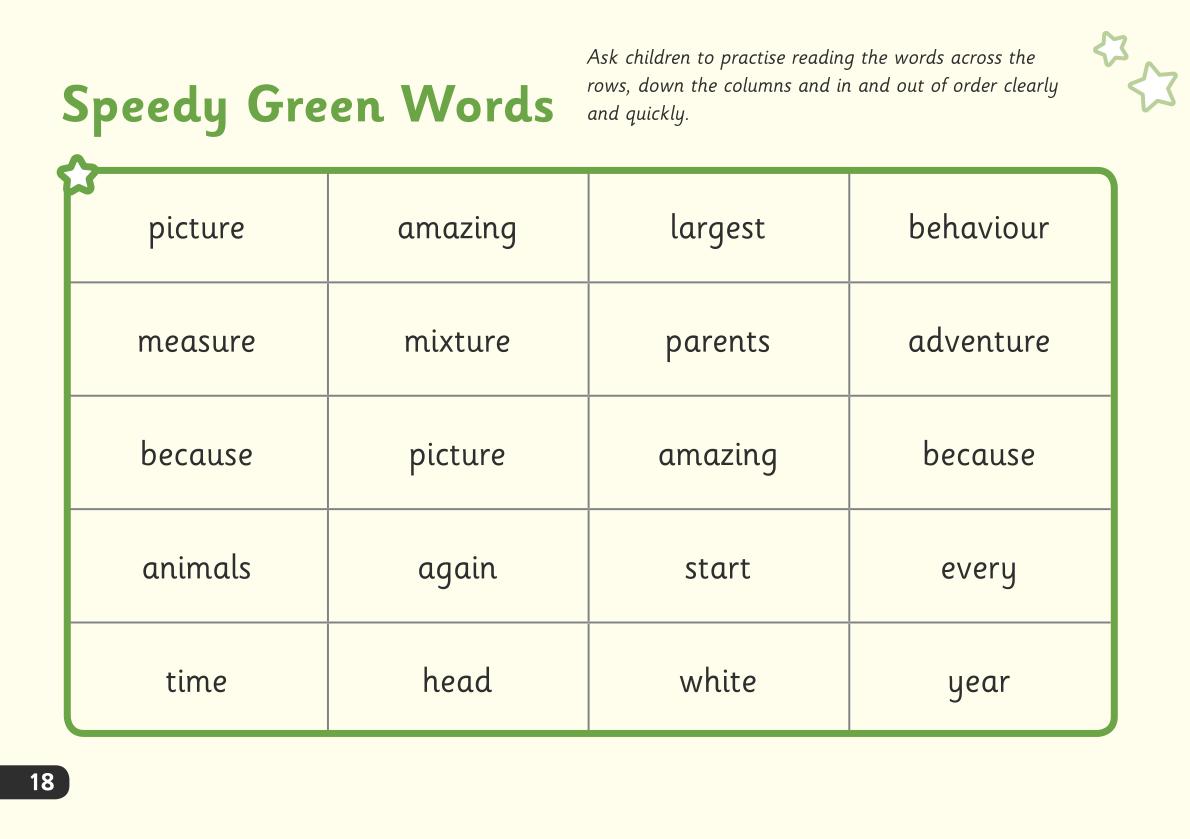 Speedy Green Words
Ask children to practise reading the words across the
rows, down the columns and in and out of order clearly
and quickly.
picture amazing largest behaviour
measure mixture parents adventure
because picture amazing because
animals again start every
time head white year
18